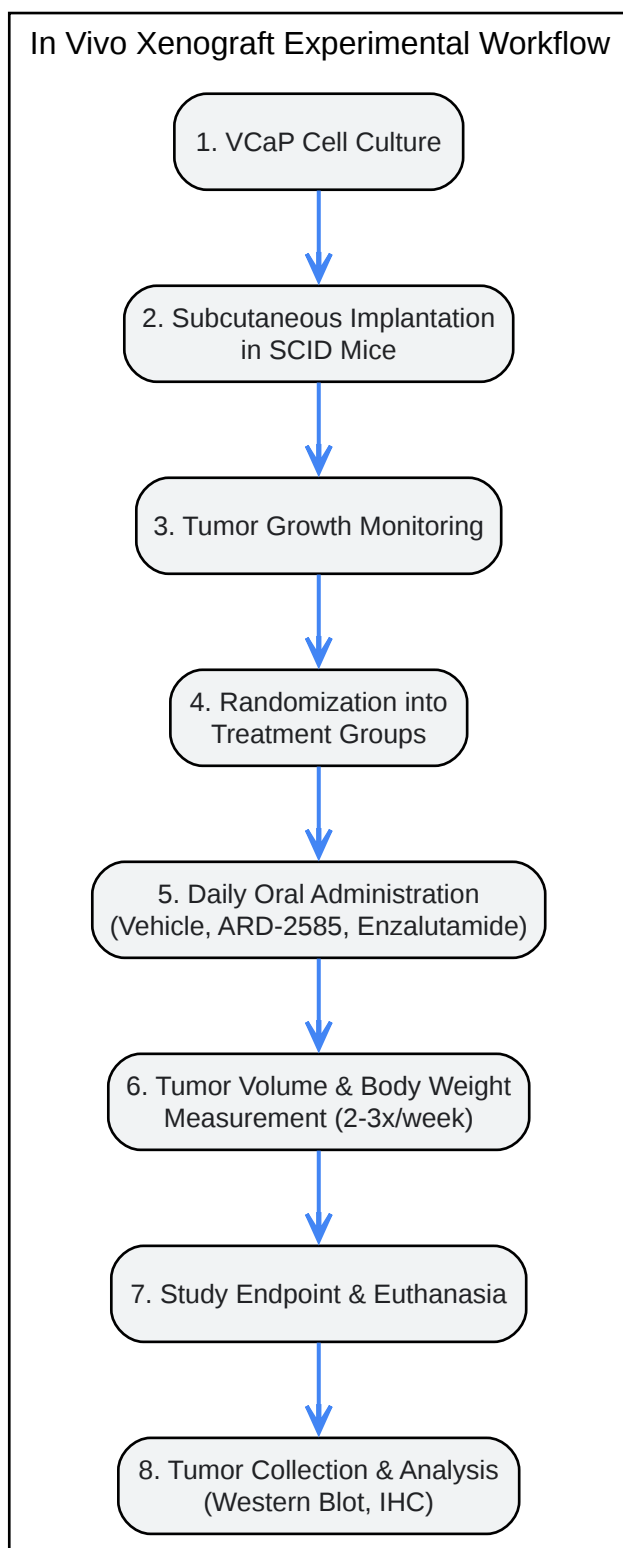 In Vivo Xenograft Experimental Workflow
1. VCaP Cell Culture
2. Subcutaneous Implantation
in SCID Mice
3. Tumor Growth Monitoring
4. Randomization into
Treatment Groups
5. Daily Oral Administration
(Vehicle, ARD-2585, Enzalutamide)
6. Tumor Volume & Body Weight
Measurement (2-3x/week)
7. Study Endpoint & Euthanasia
8. Tumor Collection & Analysis
(Western Blot, IHC)